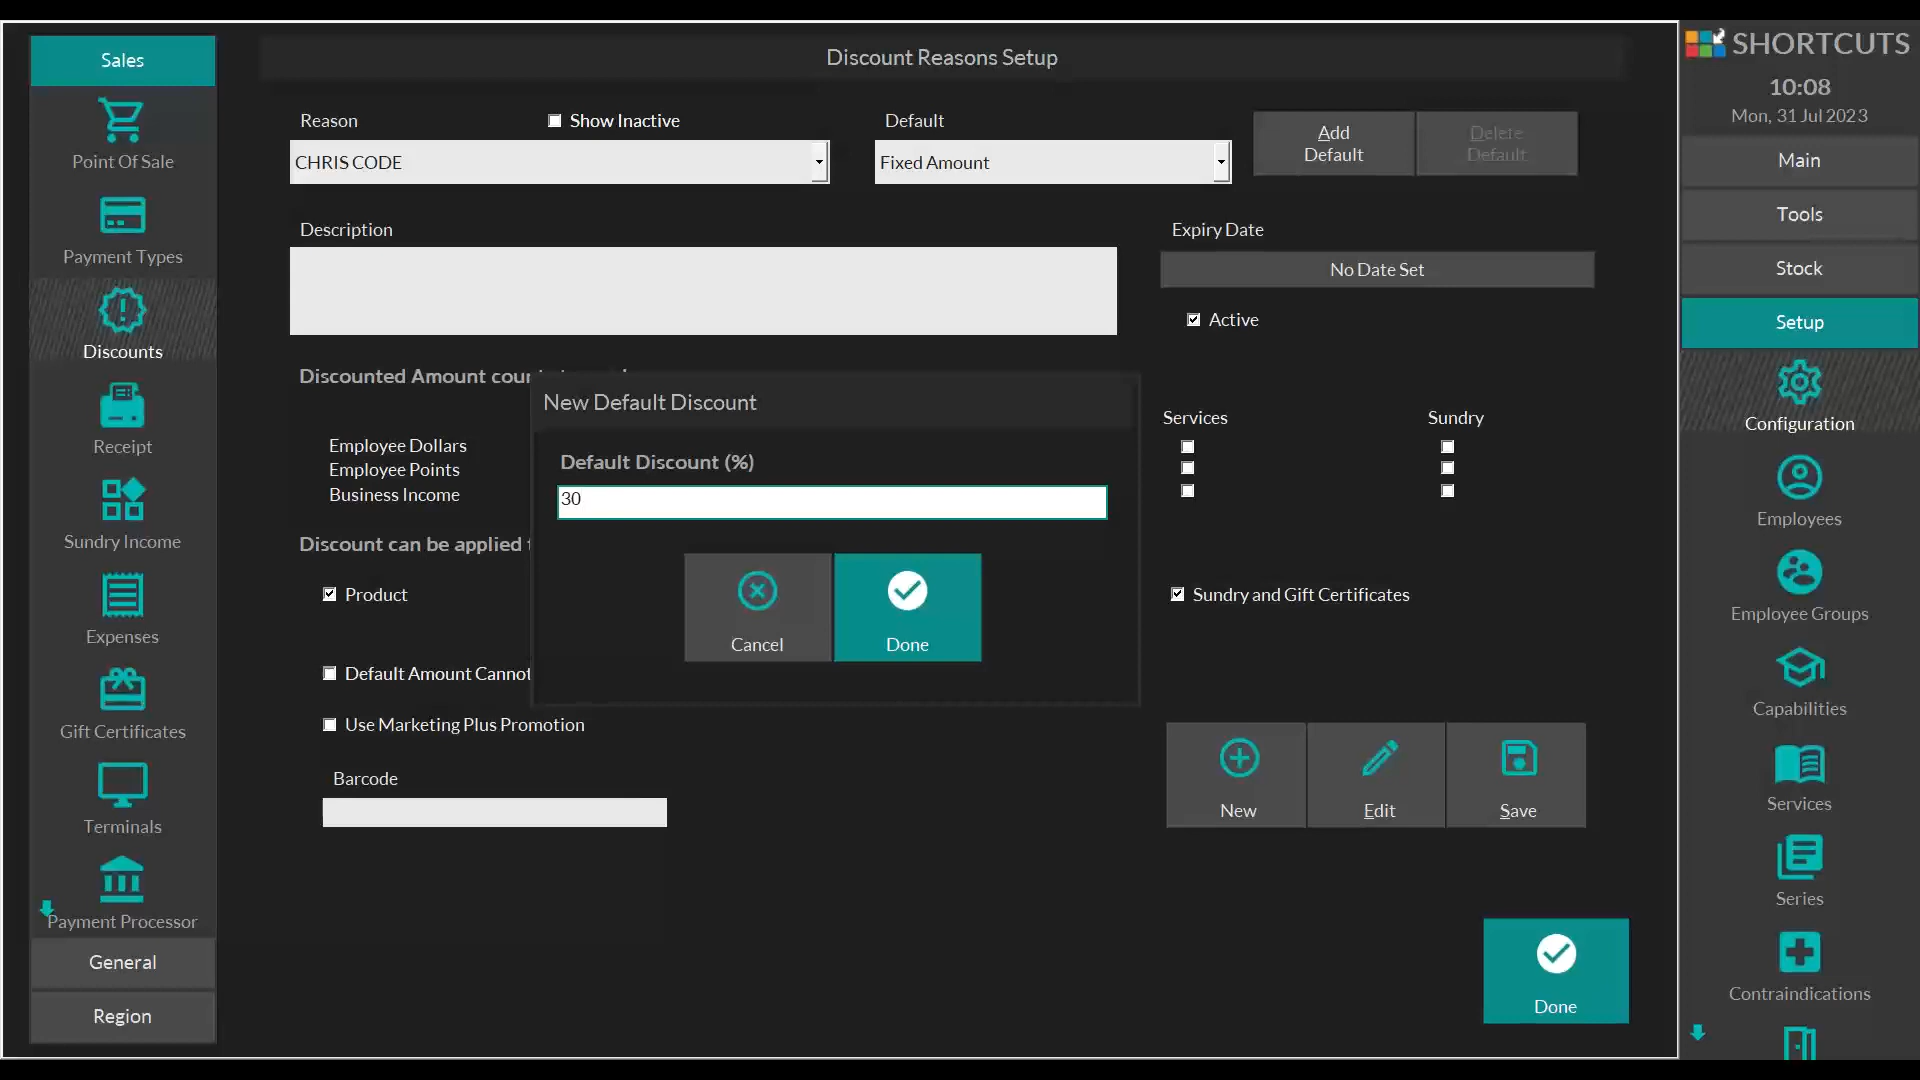 Sales
Point Of Sale
Payment Types
Discounts
Receipt
Sundry Income
Expenses
Gift Certificates
Terminals
Payment Processor
General
Region
Discount Reasons Setup
Reason
Show Inactive
CHRIS CODE
Default
Fixed Amount
Add
Default
Delete
Default
Description
Expiry Date
No Date Set
Active
Discounted Amount
Employee Dollars
Employee Points
Business Income
Services
Sundry
New Default Discount
Default Discount (%)
30
Cancel
Done
Discount can be applied
Product
Sundry and Gift Certificates
Default Amount Cannot
Use Marketing Plus Promotion
Barcode
New
Edit
Save
Done
SHORTCUTS
10:08
Mon, 31 Jul 2023
Main
Tools
Stock
Setup
Configuration
Employees
Employee Groups
Capabilities
Services
Series
Contraindications